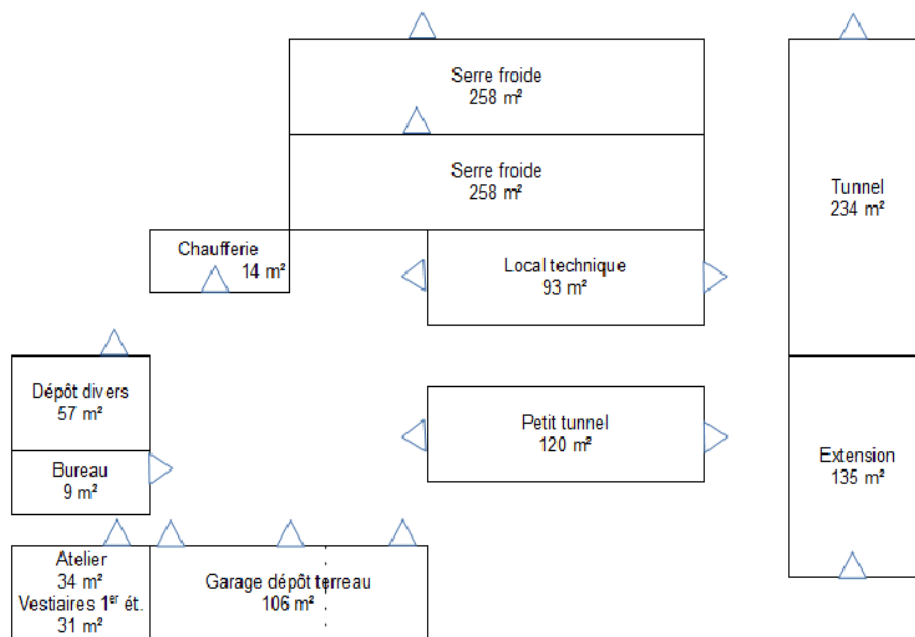 Serre froide
258 m²
Serre froide
258 m²
Tunnel
234 m²
Chaufferie
14 m²
Local technique
93 m²
Dépôt divers
57 m²
Petit tunnel
120 m²
Bureau
9 m²
Extension
135 m²
Atelier
34 m²
Vestiaires 1er ét.
31 m²
Garage dépôt terreau
106 m²